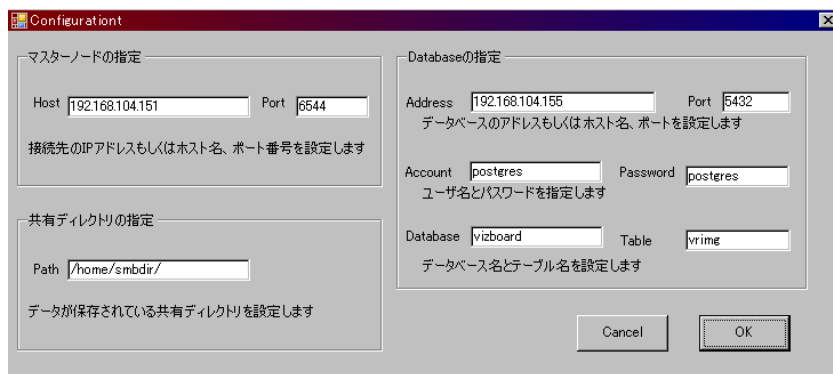 Configurationt
マスターノードの指定
Host 192.168.104.151 Port 6544
接続先のIPアドレスもしくはホスト名、ポート番号を設定します
共有ディレクトリの指定
Path /home/smbdir/
データが保存されている共有ディレクトリを設定します
Databaseの指定
Address 192.168.104.155 Port 5432
データベースのアドレスもしくはホスト名、ポートを設定します
Account postgres Password postgres
ユーザ名とパスワードを指定します
Database vizboard Table vrimg
データベース名とテーブル名を設定します
Cancel OK